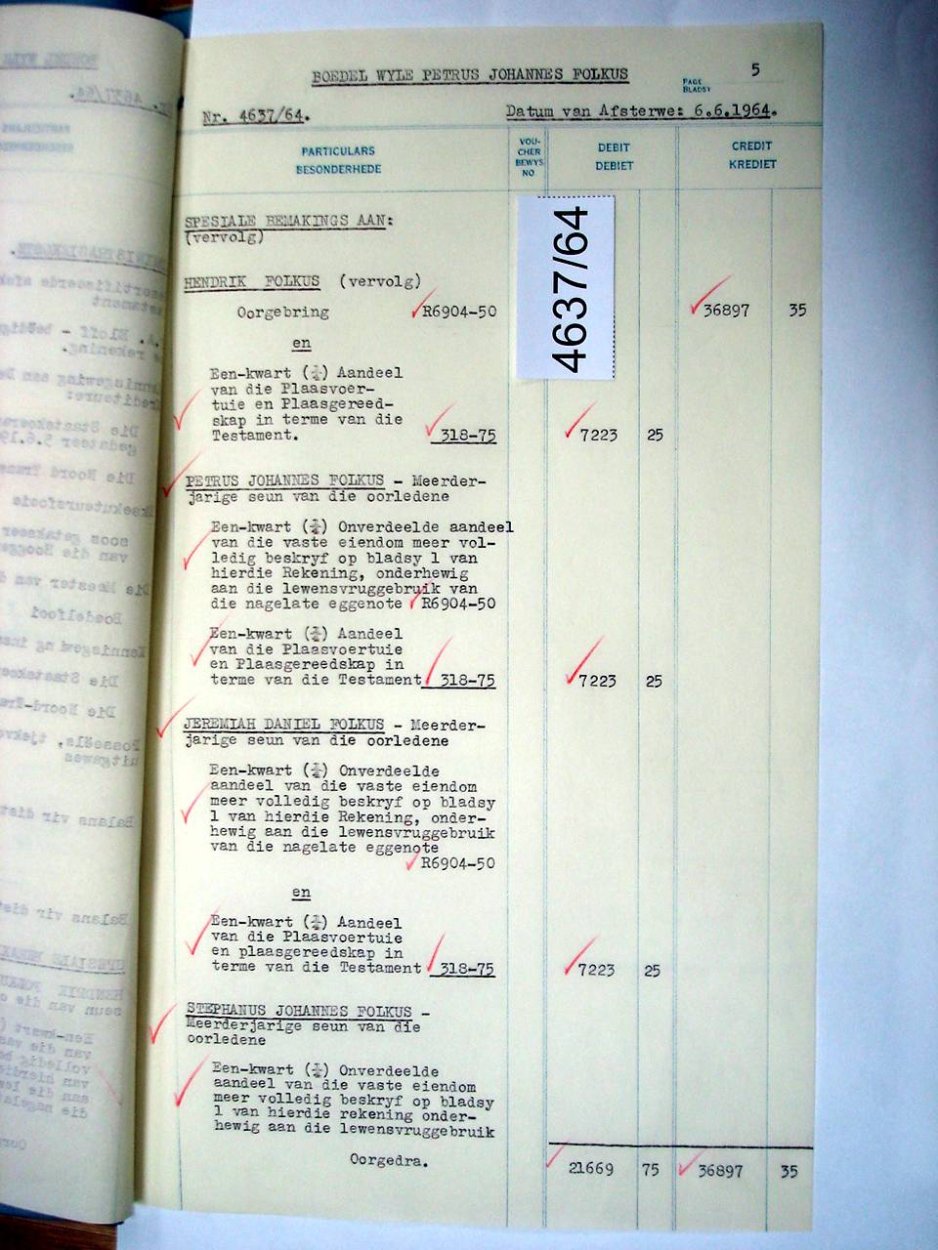 BOEDEL WYLE PETRUS JOHANNES FOLKUS
PAGE
BLADSY
5
Nr. 4637/64.
Datum van Afsterwe: 6.6.1964.
PARTICULARS
BESONDERHEDE
VOU-
CHER
BEWYS
NO
DEBIT
DEBIET
CREDIT
KREDIET
4637/64
SPESIALE BEMAKINGS AAN:
(vervolg)
HENDRIK FOLKUS (vervolg)
Oorgebring R6904-50 36897 35
en
Een-kwart (¼) Aandeel
van die Plaasvoer-
tuie en Plaasgereed-
skap in terme van die
Testament. 318-75 7223 25
PETRUS JOHANNES FOLKUS - Meerder-
jarige seun van die oorledene
Een-kwart (¼) Onverdeelde aandeel
van die vaste eiendom meer vol-
ledig beskryf op bladsy 1 van
hierdie Rekening, onderhewig
aan die lewensvruggebruik van
die nagelate eggenote R6904-50
Een-kwart (¼) Aandeel
van die Plaasvoertuie
en Plaasgereedskap in
terme van die Testament 318-75 7223 25
JEREMIAH DANIEL FOLKUS - Meerder-
jarige seun van die oorledene
Een-kwart (¼) Onverdeelde
aandeel van die vaste eiendom
meer volledig beskryf op bladsy
1 van hierdie Rekening, onder-
hewig aan die lewensvruggebruik
van die nagelate eggenote
R6904-50
en
Een-kwart (¼) Aandeel
van die Plaasvoertuie
en plaasgereedskap in
terme van die Testament 318-75 7223 25
STEPHANUS JOHANNES FOLKUS -
Meerderjarige seun van die
oorledene
Een-kwart (¼) Onverdeelde
aandeel van die vaste eiendom
meer volledig beskryf op bladsy
1 van hierdie rekening onder-
hewig aan die lewensvruggebruik
Oorgedra. 21669 75 36897 35